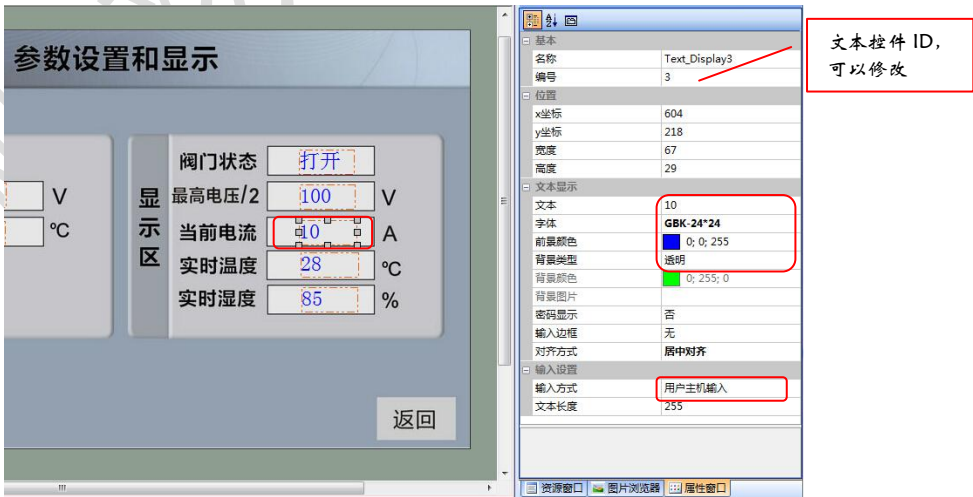 参数设置和显示
V
℃
显示区
阀门状态 打开
最高电压/2 100 V
当前电流 10 A
实时温度 28 ℃
实时湿度 85 %
返回
基本
名称 Text_Display3
编号 3
位置
x坐标 604
y坐标 218
宽度 67
高度 29
文本显示
文本 10
字体 GBK-24*24
前景颜色 0; 0; 255
背景类型 透明
背景颜色 0; 255; 0
背景图片
密码显示 否
输入边框 无
对齐方式 居中对齐
输入设置
输入方式 用户主机输入
文本长度 255
资源窗口 图片浏览器 属性窗口
文本控件 ID,
可以修改